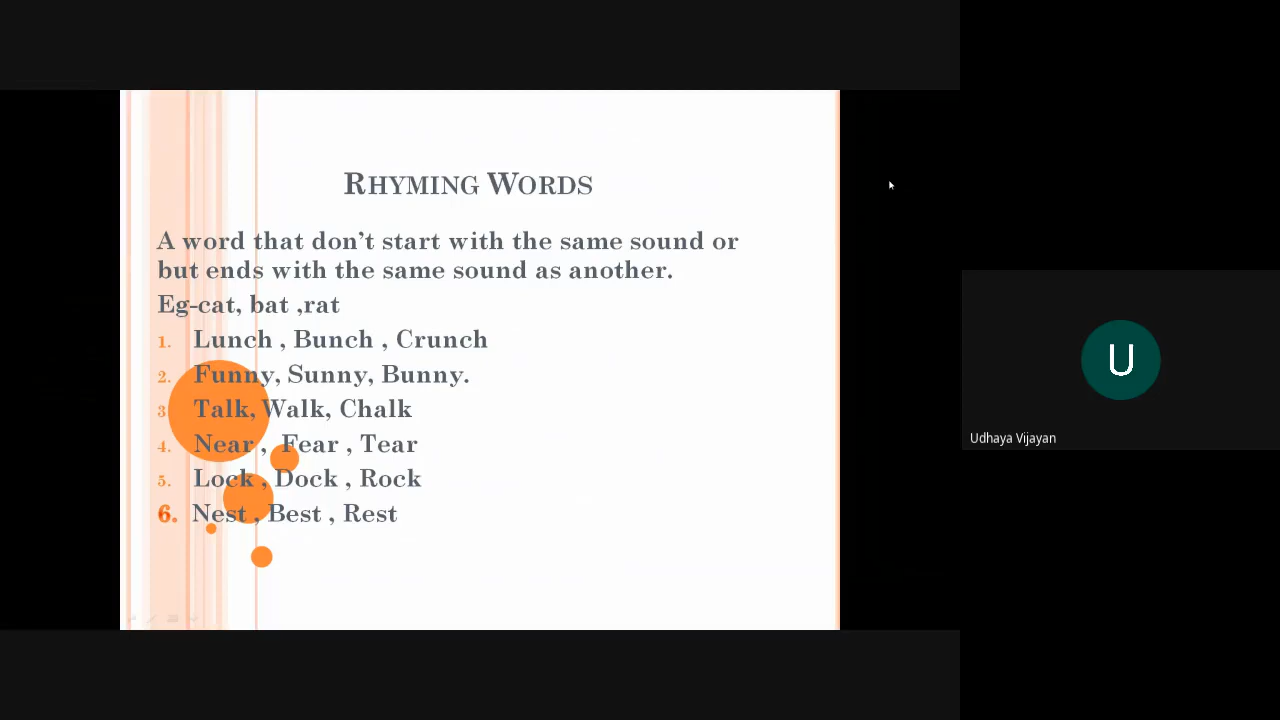 RHYMING WORDS
A word that don't start with the same sound or
but ends with the same sound as another.
Eg-cat, bat ,rat
1. Lunch , Bunch , Crunch
2. Funny, Sunny, Bunny.
3. Talk, Walk, Chalk
4. Near , Fear , Tear
5. Lock , Dock , Rock
6. Nest , Best , Rest
U
Udhaya Vijayan